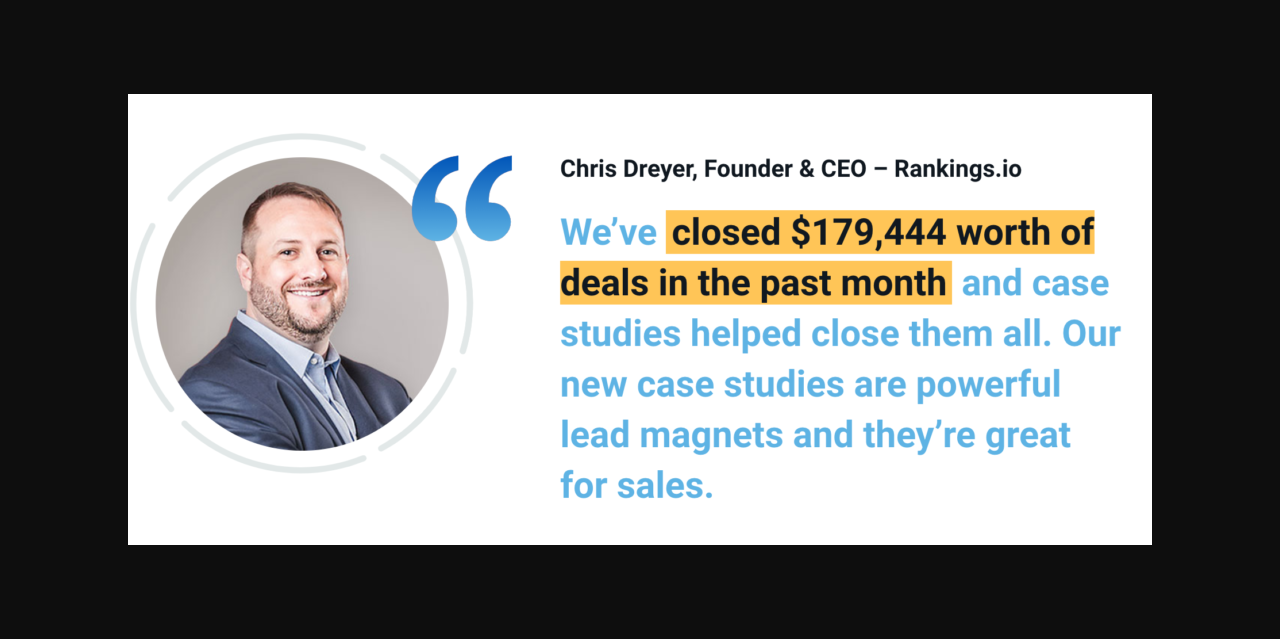 Chris Dreyer, Founder & CEO – Rankings.io
We’ve closed $179,444 worth of
deals in the past month and case
studies helped close them all. Our
new case studies are powerful
lead magnets and they’re great
for sales.